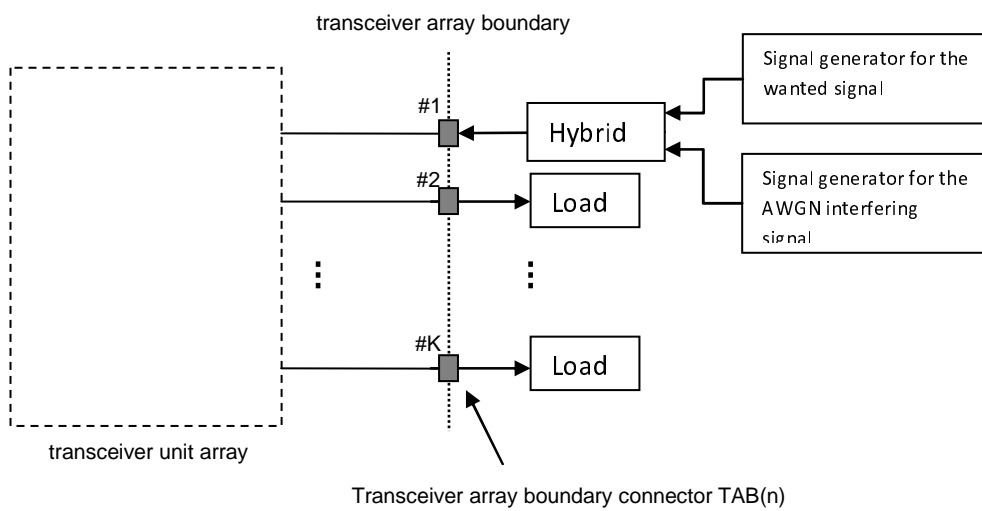 transceiver array boundary
Signal generator for the
wanted signal
#1
Hybrid
#2
Load
Signal generator for the
AWGN interfering
signal
#K
Load
transceiver unit array
Transceiver array boundary connector TAB(n)